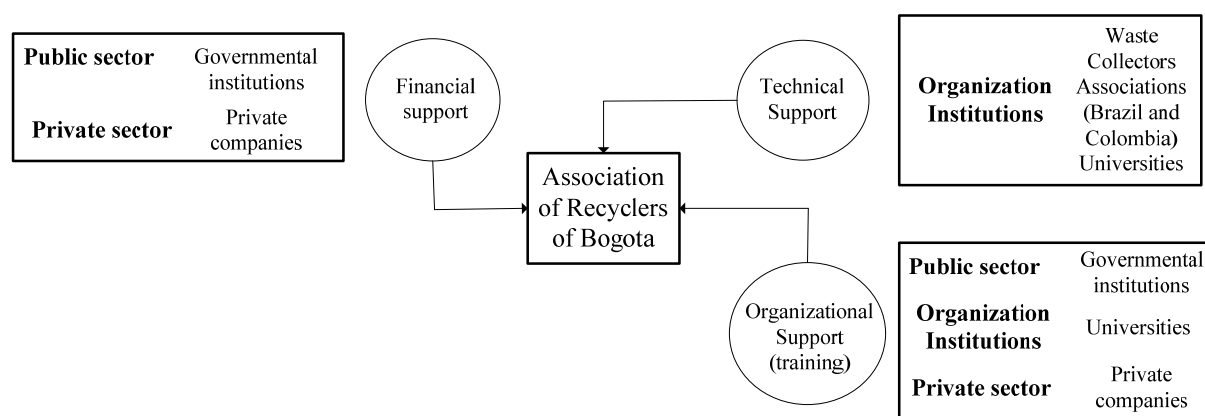 Public sector
Governmental
institutions
Private sector
Private
companies
Financial
support
Technical
Support
Organization
Institutions
Waste
Collectors
Associations
(Brazil and
Colombia)
Universities
Association
of Recyclers
of Bogota
Organizational
Support
(training)
Public sector
Governmental
institutions
Organization
Institutions
Universities
Private sector
Private
companies